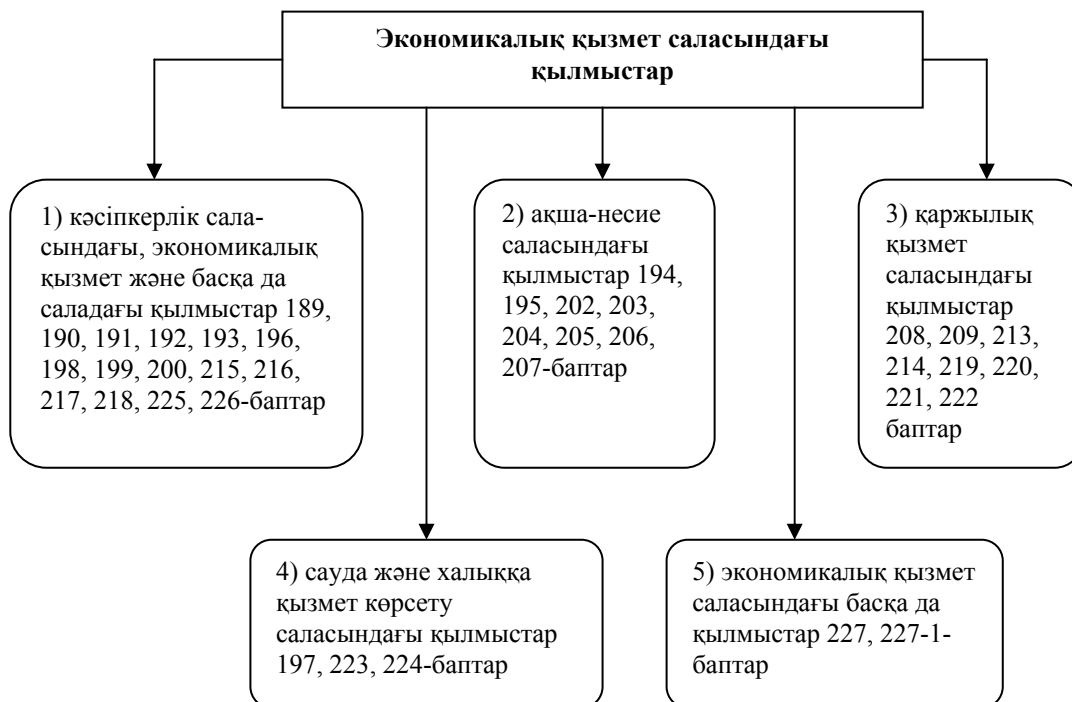 Экономикалық қызмет саласындағы
қылмыстар
1) кәсіпкерлік сала-
сындағы, экономикалық
қызмет және басқа да
саладағы қылмыстар 189,
190, 191, 192, 193, 196,
198, 199, 200, 215, 216,
217, 218, 225, 226-баптар
2) ақша-несие
саласындағы
қылмыстар 194,
195, 202, 203,
204, 205, 206,
207-баптар
3) қаржылық
қызмет
саласындағы
қылмыстар
208, 209, 213,
214, 219, 220,
221, 222
баптар
4) сауда және халыққа
қызмет көрсету
саласындағы қылмыстар
197, 223, 224-баптар
5) экономикалық қызмет
саласындағы басқа да
қылмыстар 227, 227-1-
баптар